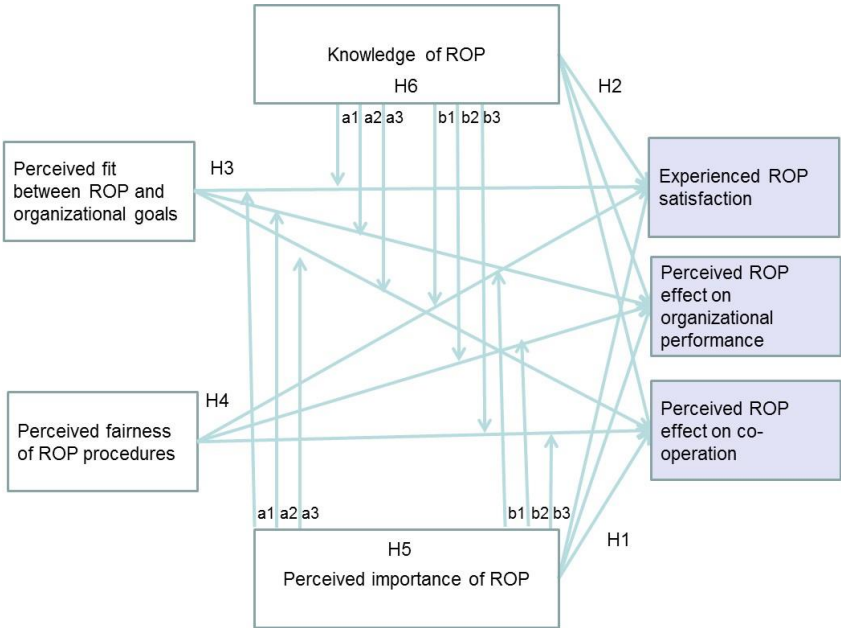 Knowledge of ROP
H6
H2
a1 a2 a3 b1 b2 b3
Perceived fit
between ROP and
organizational goals
H3
Experienced ROP
satisfaction
Perceived ROP
effect on
organizational
performance
H4
Perceived fairness
of ROP procedures
Perceived ROP
effect on co-
operation
a1 a2 a3 b1 b2 b3
H1
H5
Perceived importance of ROP